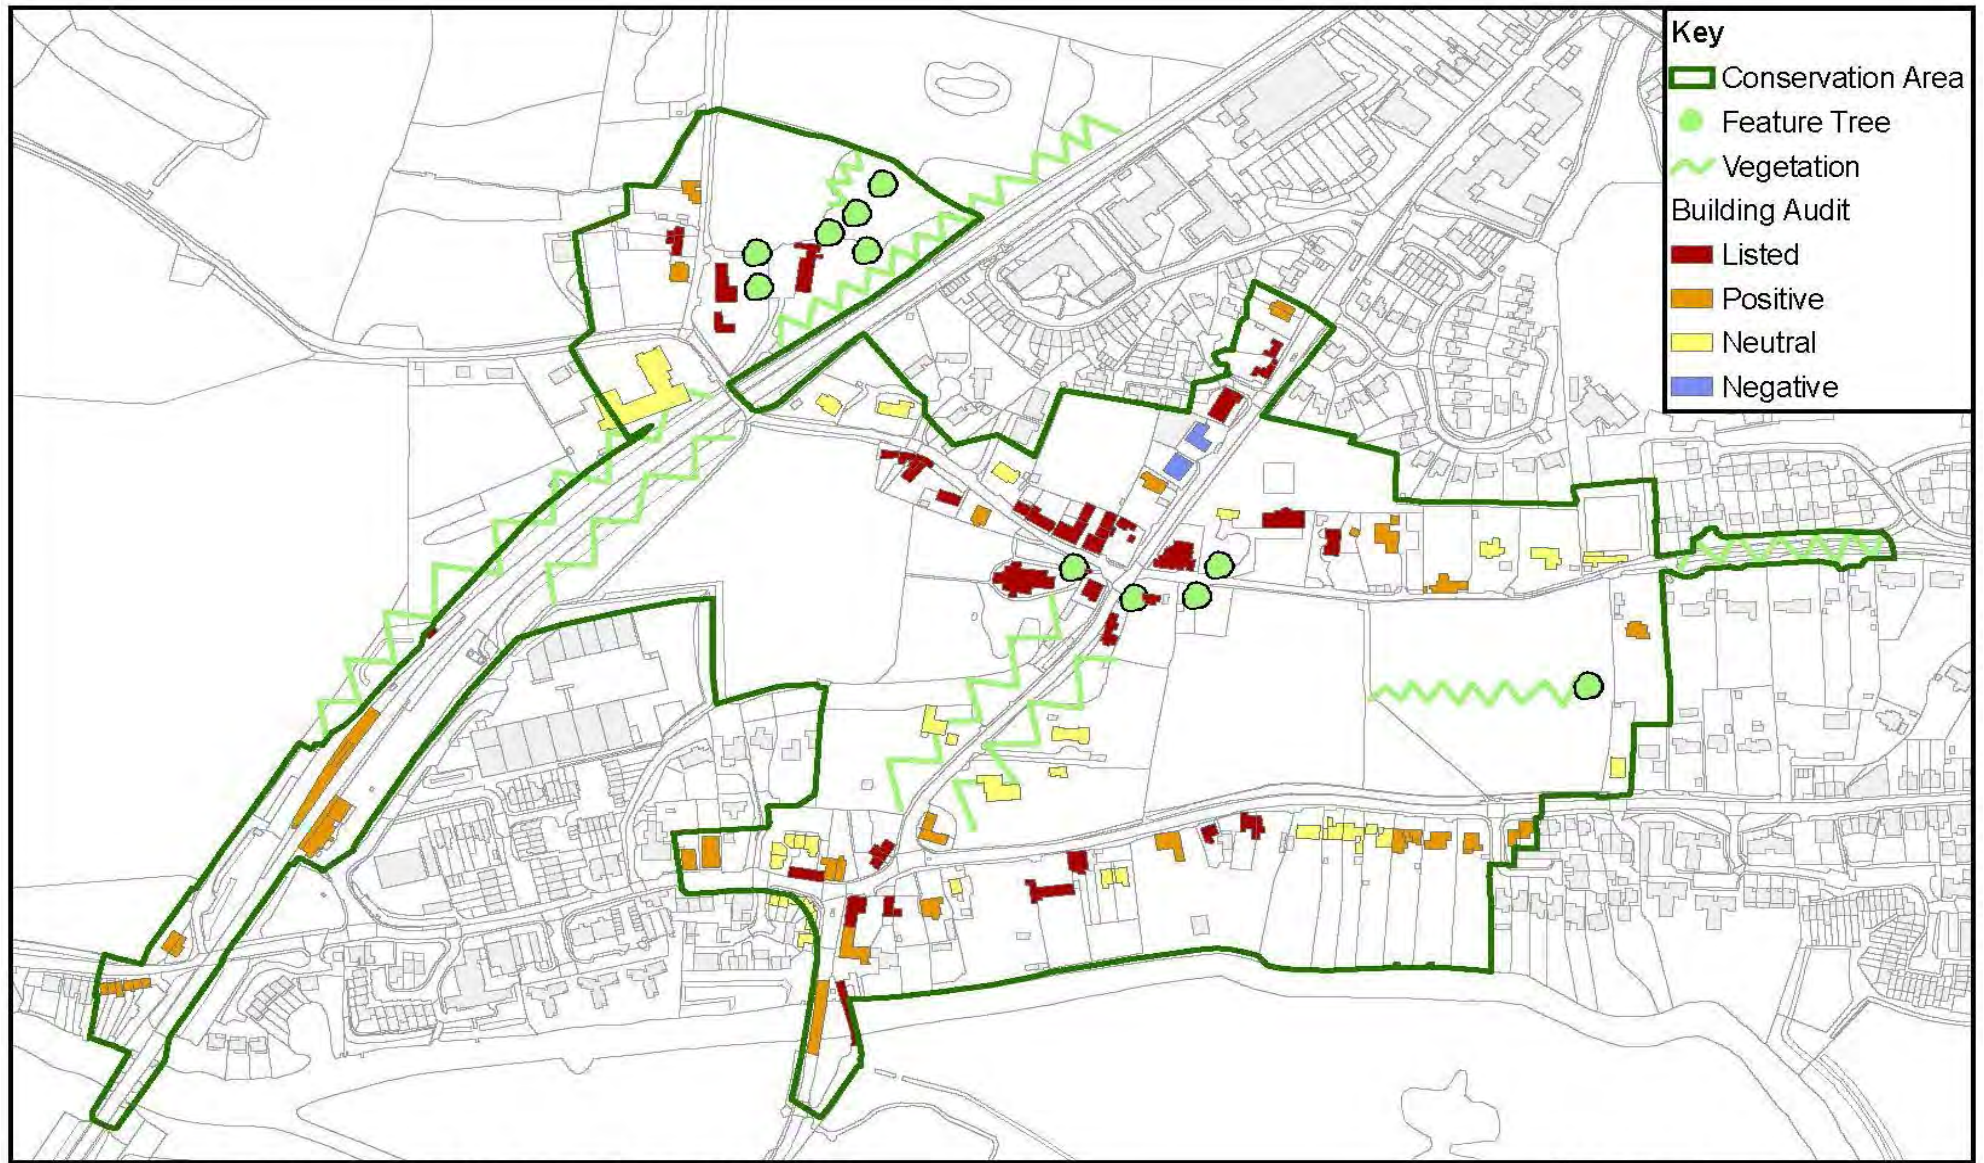 Key
Conservation Area
Feature Tree
Vegetation
Building Audit
Listed
Positive
Neutral
Negative